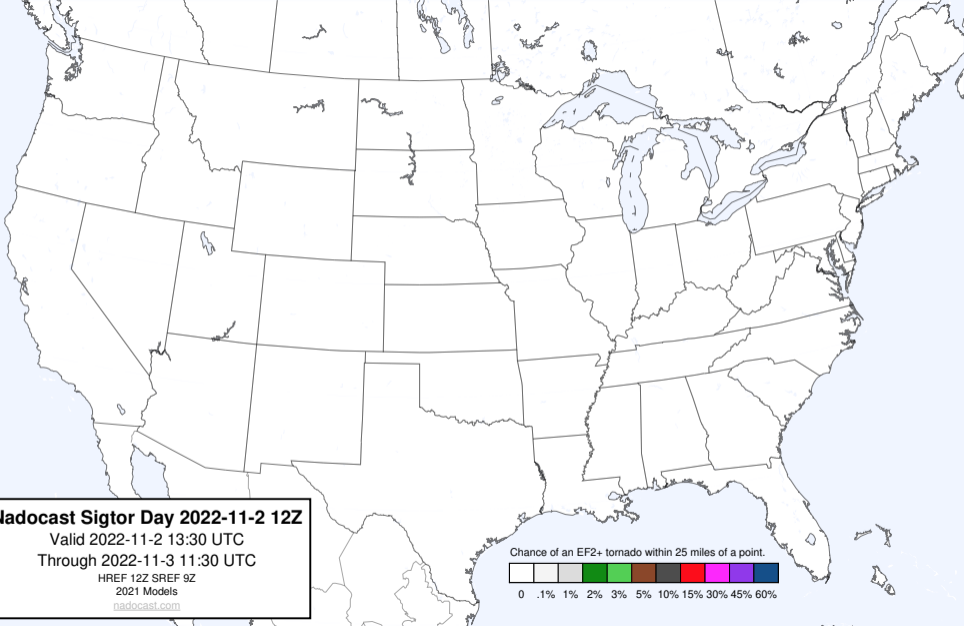 Nadocast Sigtor Day 2022-11-2 12Z
Valid 2022-11-2 13:30 UTC
Through 2022-11-3 11:30 UTC
HREF 12Z SREF 9Z
2021 Models
nadocast.com
Chance of an EF2+ tornado within 25 miles of a point.
0 .1% 1% 2% 3% 5% 10% 15% 30% 45% 60%